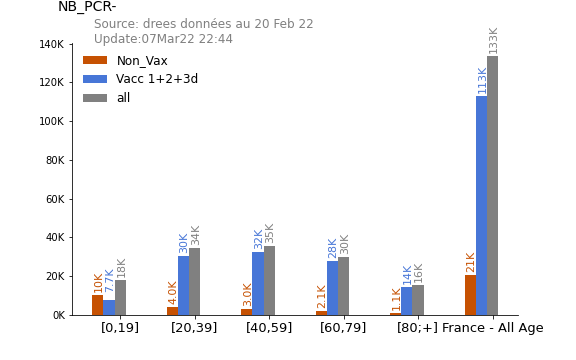 NB_PCR-
Source: drees données au 20 Feb 22
Update:07Mar22 22:44
140K
120K
100K
80K
60K
40K
20K
0K
Non_Vax
Vacc 1+2+3d
all
10K
7.7K
18K
4.0K
30K
34K
3.0K
32K
35K
2.1K
28K
30K
1.1K
14K
16K
21K
113K
133K
[0,19]
[20,39]
[40,59]
[60,79]
[80;+]
France - All Age